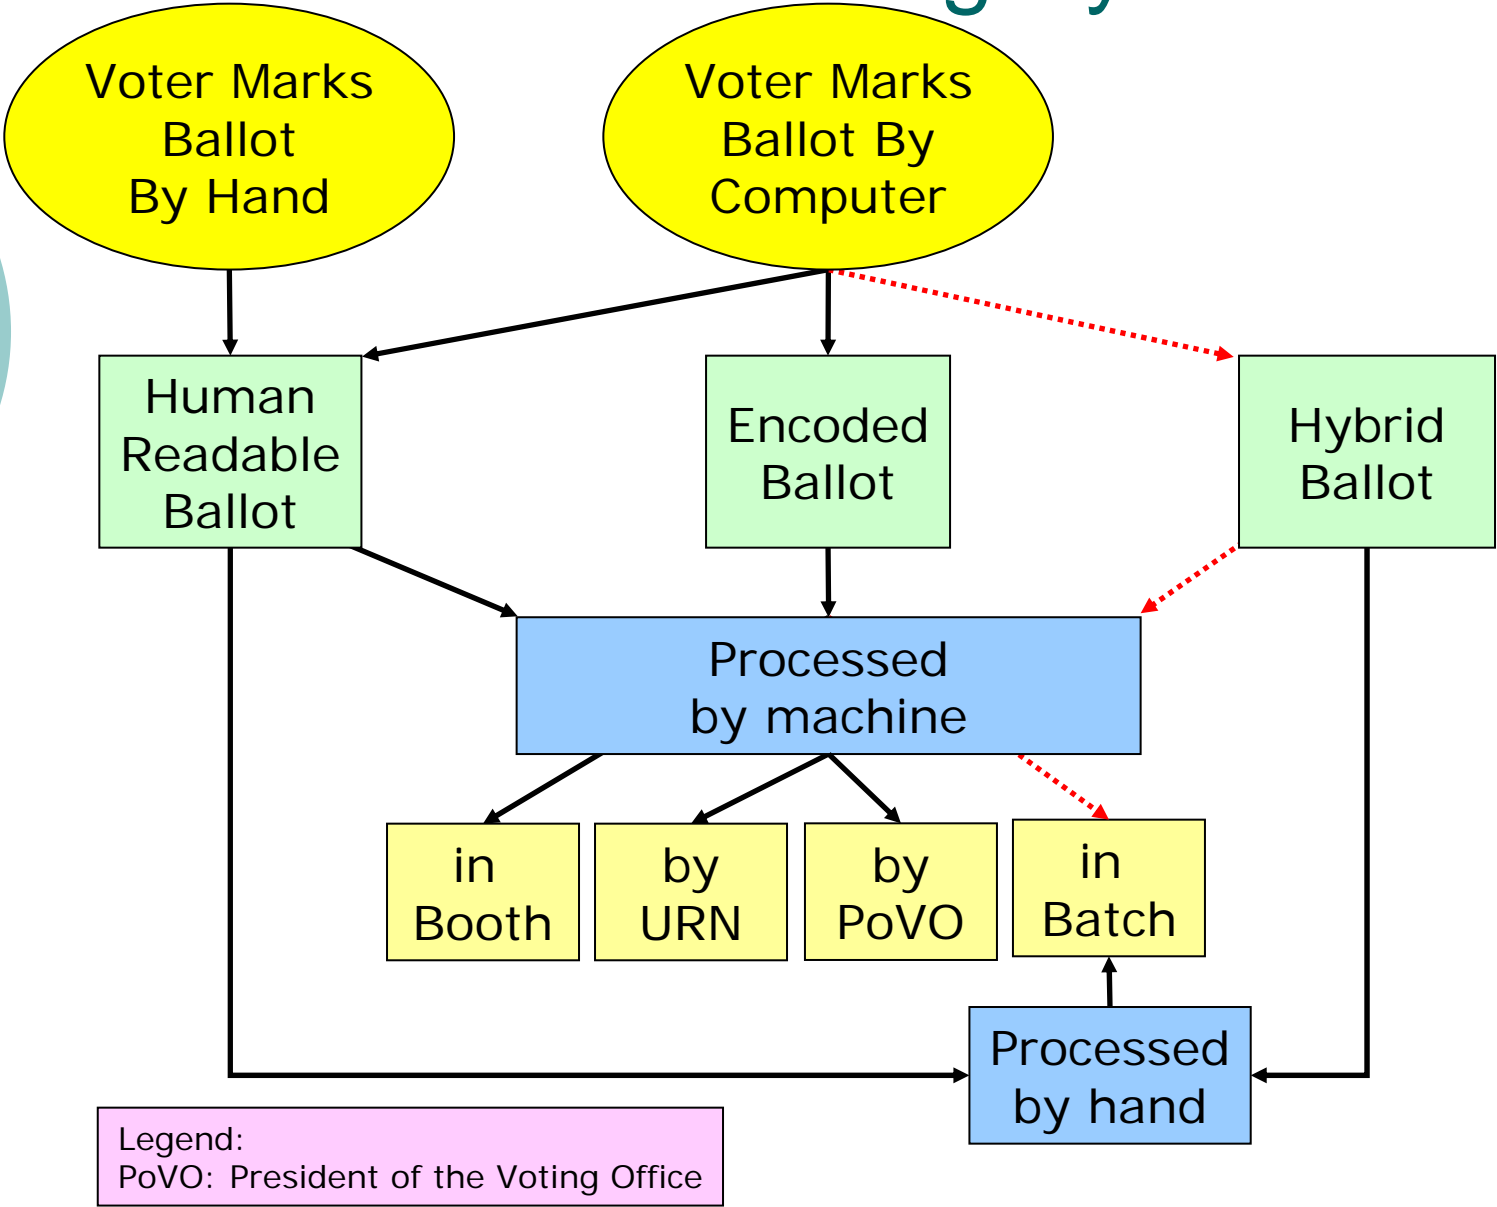 Voter Marks
Ballot
By Hand
Voter Marks
Ballot By
Computer
Human
Readable
Ballot
Encoded
Ballot
Hybrid
Ballot
Processed
by machine
in
Booth
by
URN
by
PoVO
in
Batch
Processed
by hand
Legend:
PoVO: President of the Voting Office